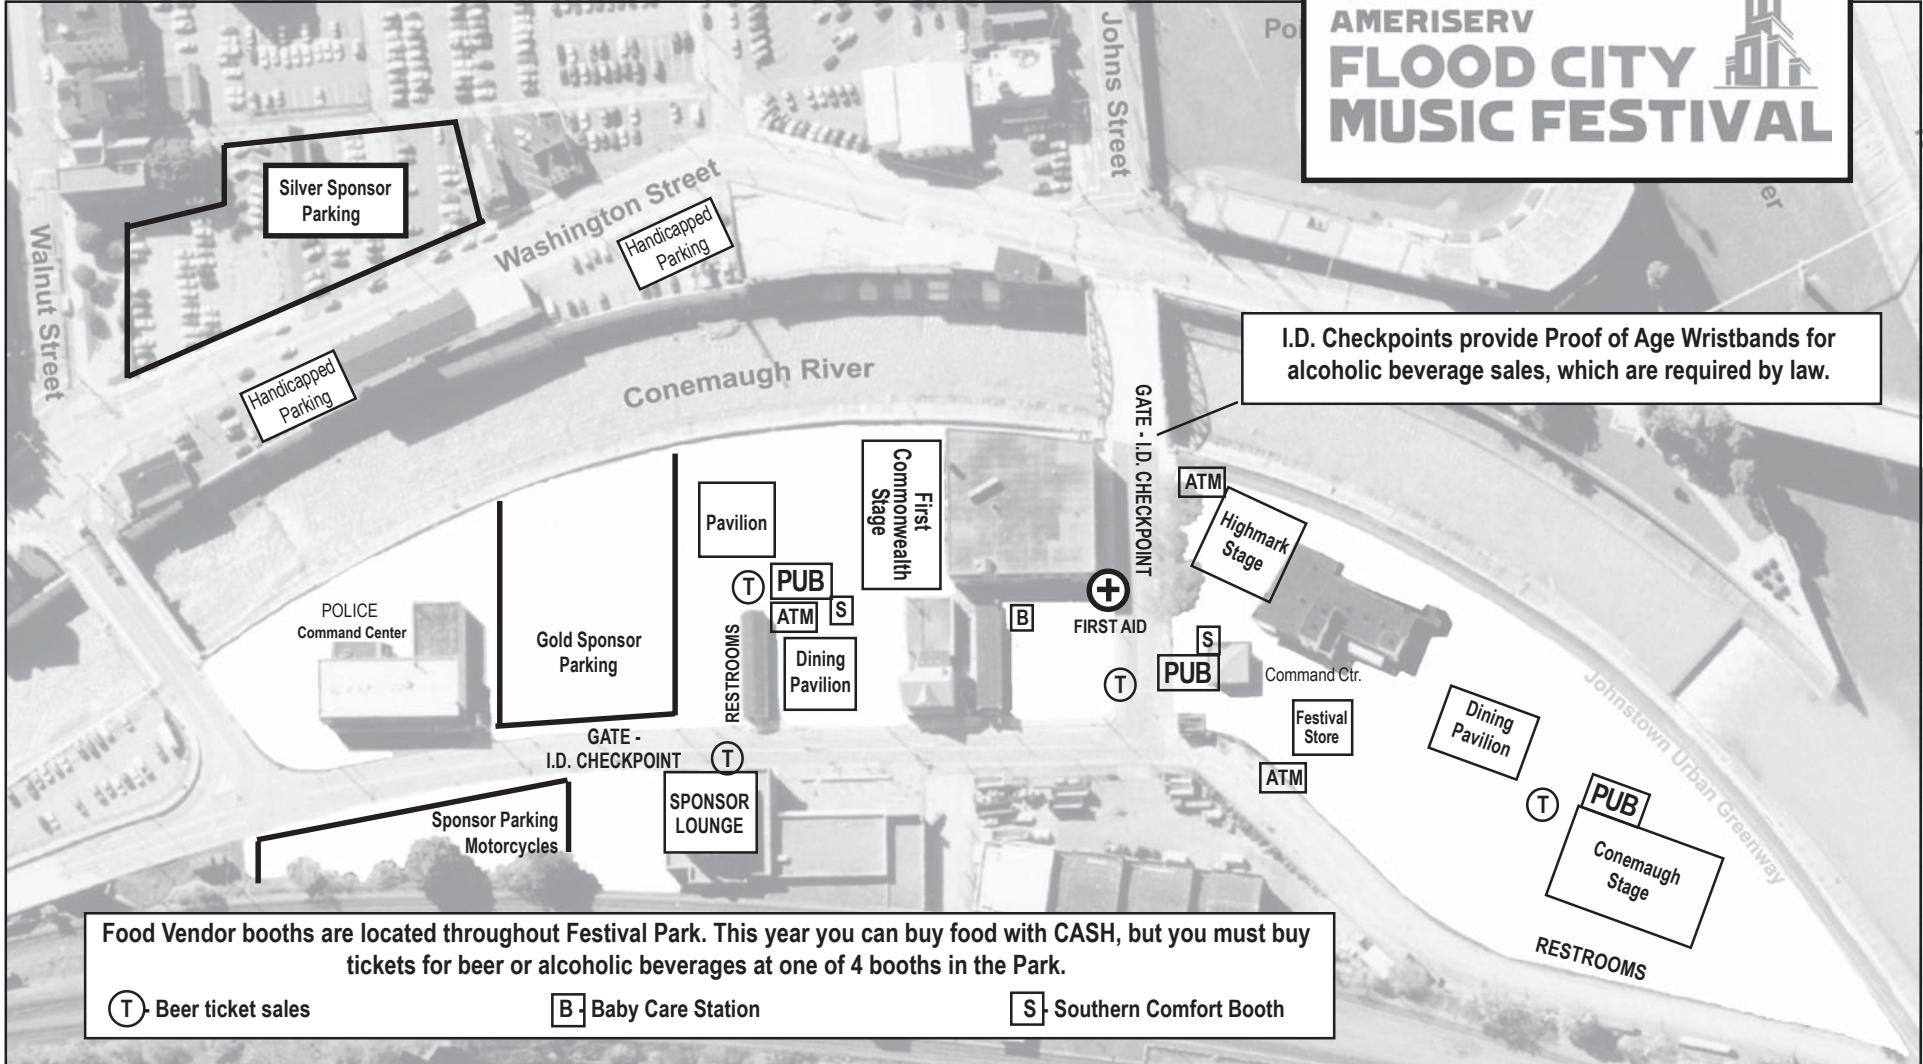 AMERISERV
FLOOD CITY
MUSIC FESTIVAL
Johns Street
Silver Sponsor
Parking
Washington Street
Handicapped
Parking
Walnut Street
Handicapped
Parking
Conemaugh River
I.D. Checkpoints provide Proof of Age Wristbands for
alcoholic beverage sales, which are required by law.
GATE - I.D. CHECKPOINT
ATM
Highmark
Stage
First
Commonwealth
Stage
Pavilion
T
PUB
ATM
S
B
FIRST AID
POLICE
Command Center
Gold Sponsor
Parking
RESTROOMS
Dining
Pavilion
S
T
PUB
Command Ctr.
Festival
Store
ATM
Dining
Pavilion
Johnstown Urban Greenway
T
PUB
Conemaugh
Stage
RESTROOMS
GATE -
I.D. CHECKPOINT
T
SPONSOR
LOUNGE
Sponsor Parking
Motorcycles
Food Vendor booths are located throughout Festival Park. This year you can buy food with CASH, but you must buy
tickets for beer or alcoholic beverages at one of 4 booths in the Park.
T - Beer ticket sales
B - Baby Care Station
S - Southern Comfort Booth